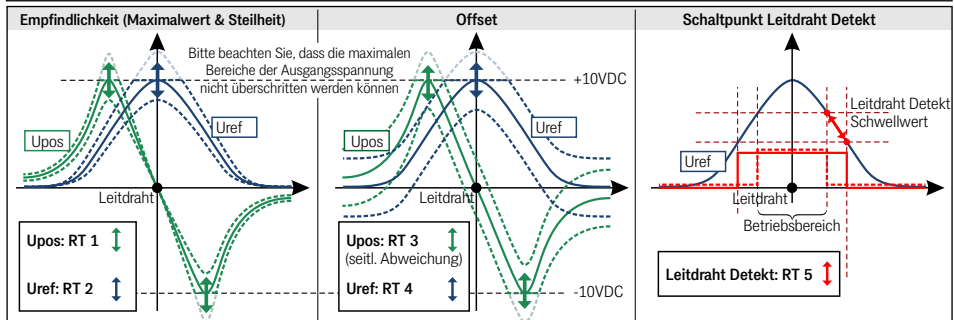 Empfindlichkeit (Maximalwert & Steilheit)
Offset
Schaltpunkt Leitdraht Detekt
Bitte beachten Sie, dass die maximalen
Bereiche der Ausgangsspannung
nicht überschritten werden können
+10VDC
Upos
Uref
Leitdraht
Upos: RT 1
Uref: RT 2
Upos
Uref
Leitdraht
Upos: RT 3
(seitl. Abweichung)
Uref: RT 4
-10VDC
Leitdraht Detekt
Schwellwert
Uref
Leitdraht
Betriebsbereich
Leitdraht Detekt: RT 5